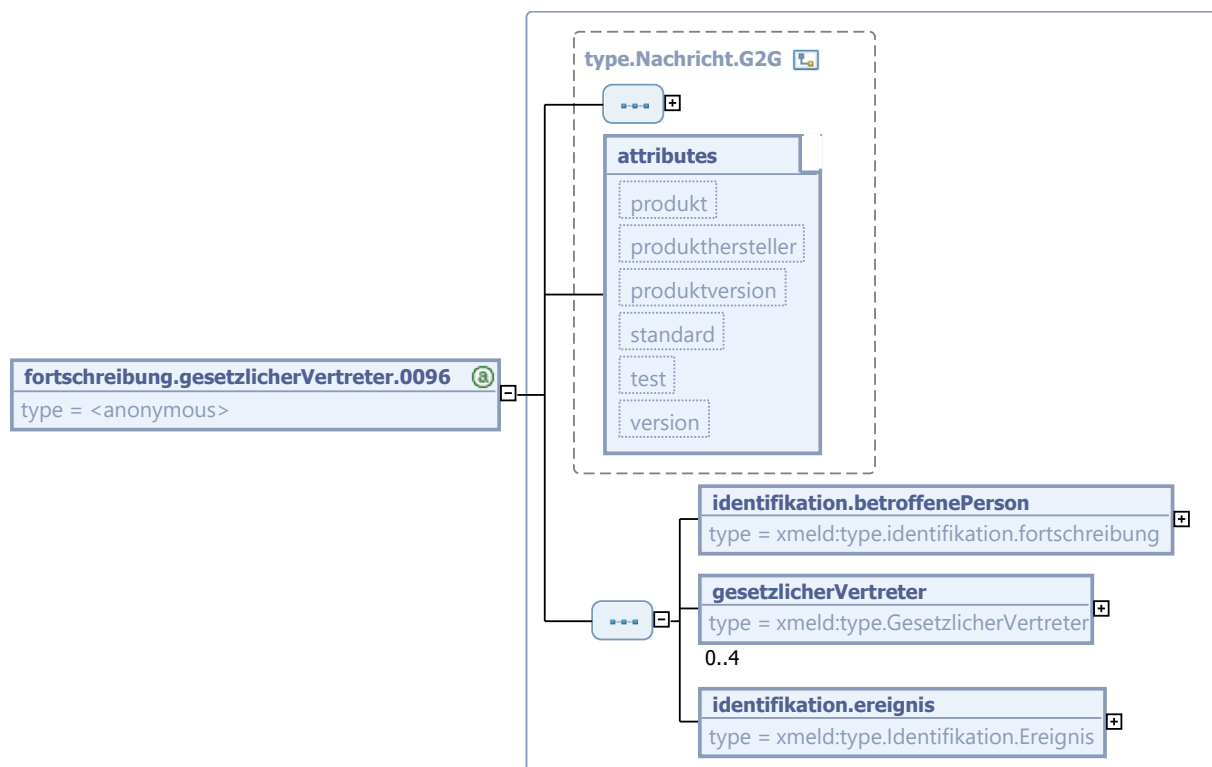 type.Nachricht.G2G
attributes
produkt
produkthersteller
produktversion
standard
test
version
fortschreibung.gesetzlicherVertreter.0096 a
type = <anonymous>
identifikation.betroffenePerson
type = xmeld:type.identifikation.fortschreibung
gesetzlicherVertreter
type = xmeld:type.GesetzlicherVertreter
0..4
identifikation.ereignis
type = xmeld:type.Identifikation.Ereignis